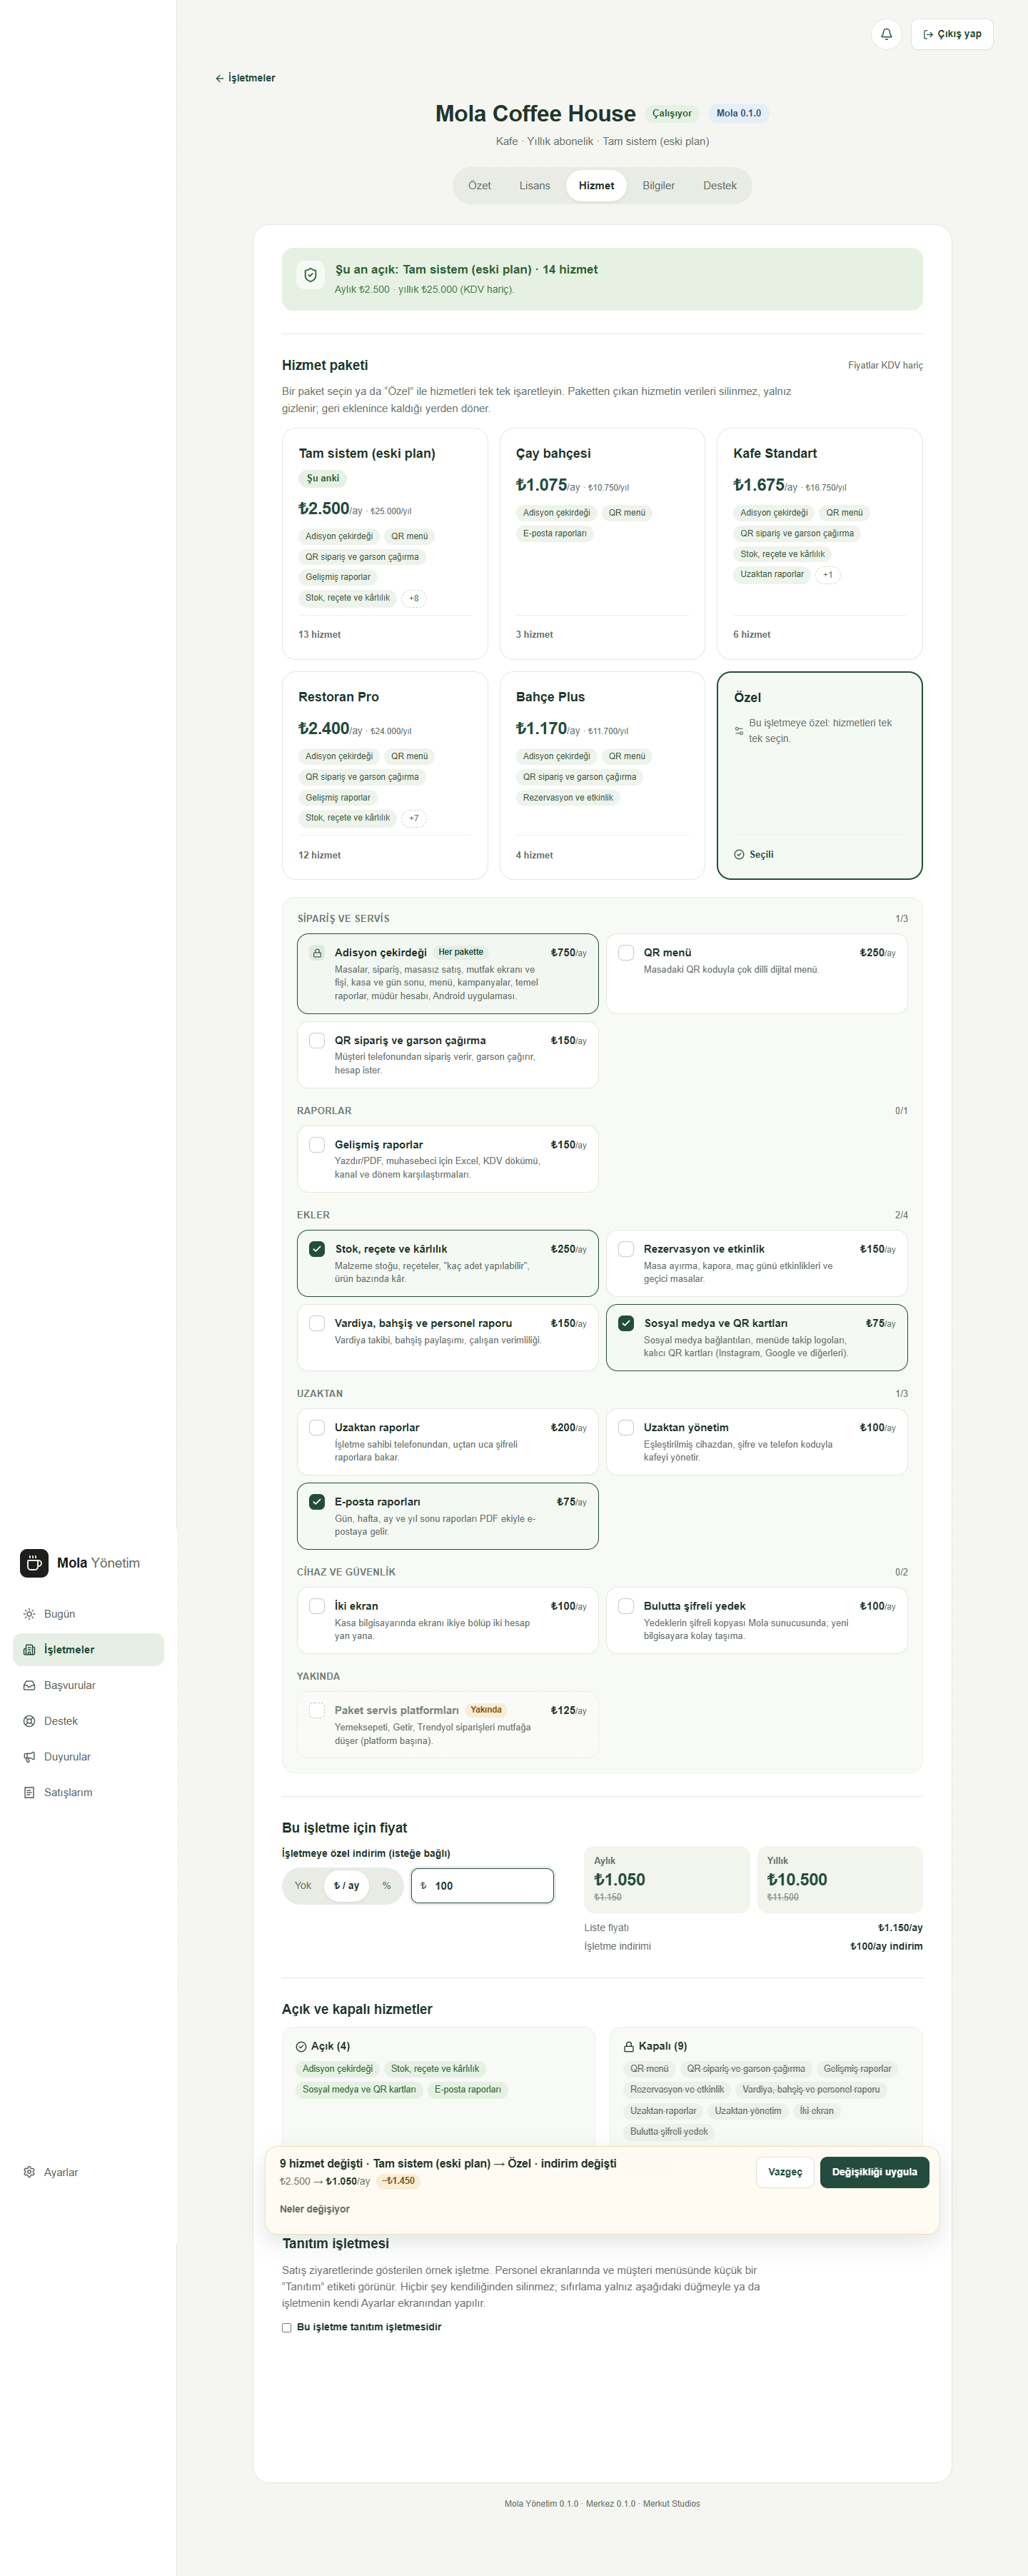 Çıkış yap
İşletmeler
Mola Coffee House Çalışıyor Mola 0.1.0
Kafe · Yıllık abonelik · Tam sistem (eski plan)
Özet Lisans Hizmet Bilgiler Destek
Şu an açık: Tam sistem (eski plan) · 14 hizmet
Aylık ₺2.500 · yıllık ₺25.000 (KDV hariç).
Hizmet paketi
Fiyatlar KDV hariç
Bir paket seçin ya da “Özel” ile hizmetleri tek tek işaretleyin. Paketten çıkan hizmetin verileri silinmez, yalnız
gizlenir; geri eklenince kaldığı yerden döner.
Tam sistem (eski plan)
Şu anki
₺2.500/ay · ₺25.000/yıl
Adisyon çekirdeği QR menü
QR sipariş ve garson çağırma
Gelişmiş raporlar
Stok, reçete ve kârlılık +8
13 hizmet
Çay bahçesi
₺1.075/ay · ₺10.750/yıl
Adisyon çekirdeği QR menü
E-posta raporları
3 hizmet
Kafe Standart
₺1.675/ay · ₺16.750/yıl
Adisyon çekirdeği QR menü
QR sipariş ve garson çağırma
Stok, reçete ve kârlılık
Uzaktan raporlar +1
6 hizmet
Restoran Pro
₺2.400/ay · ₺24.000/yıl
Adisyon çekirdeği QR menü
QR sipariş ve garson çağırma
Gelişmiş raporlar
Stok, reçete ve kârlılık +7
12 hizmet
Bahçe Plus
₺1.170/ay · ₺11.700/yıl
Adisyon çekirdeği QR menü
QR sipariş ve garson çağırma
Rezervasyon ve etkinlik
4 hizmet
Özel
Bu işletmeye özel: hizmetleri tek
tek seçin.
Seçili
SİPARİŞ VE SERVİS 1/3
Adisyon çekirdeği Her pakette ₺750/ay
Masalar, sipariş, masasız satış, mutfak ekranı ve
fişi, kasa ve gün sonu, menü, kampanyalar, temel
raporlar, müdür hesabı, Android uygulaması.
QR menü ₺250/ay
Masadaki QR koduyla çok dilli dijital menü.
QR sipariş ve garson çağırma ₺150/ay
Müşteri telefonundan sipariş verir, garson çağırır,
hesap ister.
RAPORLAR 0/1
Gelişmiş raporlar ₺150/ay
Yazdır/PDF, muhasebeci için Excel, KDV dökümü,
kanal ve dönem karşılaştırmaları.
EKLER 2/4
Stok, reçete ve kârlılık ₺250/ay
Malzeme stoğu, reçeteler, "kaç adet yapılabilir",
ürün bazında kâr.
Rezervasyon ve etkinlik ₺150/ay
Masa ayırma, kapora, maç günü etkinlikleri ve
geçici masalar.
Vardiya, bahşiş ve personel raporu ₺150/ay
Vardiya takibi, bahşiş paylaşımı, çalışan verimliliği.
Sosyal medya ve QR kartları ₺75/ay
Sosyal medya bağlantıları, menüde takip logoları,
kalıcı QR kartları (Instagram, Google ve diğerleri).
UZAKTAN 1/3
Uzaktan raporlar ₺200/ay
İşletme sahibi telefonundan, uçtan uca şifreli
raporlara bakar.
Uzaktan yönetim ₺100/ay
Eşleştirilmiş cihazdan, şifre ve telefon koduyla
kafeyi yönetir.
E-posta raporları ₺75/ay
Gün, hafta, ay ve yıl sonu raporları PDF ekiyle e-
postaya gelir.
CİHAZ VE GÜVENLİK 0/2
İki ekran ₺100/ay
Kasa bilgisayarında ekranı ikiye bölüp iki hesap
yan yana.
Bulutta şifreli yedek ₺100/ay
Yedeklerin şifreli kopyası Mola sunucusunda; yeni
bilgisayara kolay taşıma.
YAKINDA
Paket servis platformları Yakında ₺125/ay
Yemeksepeti, Getir, Trendyol siparişleri mutfağa
düşer (platform başına).
Mola Yönetim
Bugün
İşletmeler
Başvurular
Destek
Duyurular
Satışlarım
Ayarlar
Bu işletme için fiyat
İşletmeye özel indirim (isteğe bağlı)
Yok ₺ / ay % ₺ 100
Aylık
₺1.050
₺1.150
Yıllık
₺10.500
₺11.500
Liste fiyatı ₺1.150/ay
İşletme indirimi ₺100/ay indirim
Açık ve kapalı hizmetler
Açık (4)
Adisyon çekirdeği Stok, reçete ve kârlılık
Sosyal medya ve QR kartları E-posta raporları
Kapalı (9)
QR menü QR sipariş ve garson çağırma Gelişmiş raporlar
Rezervasyon ve etkinlik Vardiya, bahşiş ve personel raporu
Uzaktan raporlar Uzaktan yönetim İki ekran
Bulutta şifreli yedek
9 hizmet değişti · Tam sistem (eski plan) → Özel · indirim değişti
₺2.500 → ₺1.050/ay −₺1.450
Neler değişiyor
Vazgeç Değişikliği uygula
Tanıtım işletmesi
Satış ziyaretlerinde gösterilen örnek işletme. Personel ekranlarında ve müşteri menüsünde küçük bir
“Tanıtım” etiketi görünür. Hiçbir şey kendiliğinden silinmez; sıfırlama yalnız aşağıdaki düğmeyle ya da
işletmenin kendi Ayarlar ekranından yapılır.
Bu işletme tanıtım işletmesidir
Mola Yönetim 0.1.0 · Merkez 0.1.0 · Merkut Studios